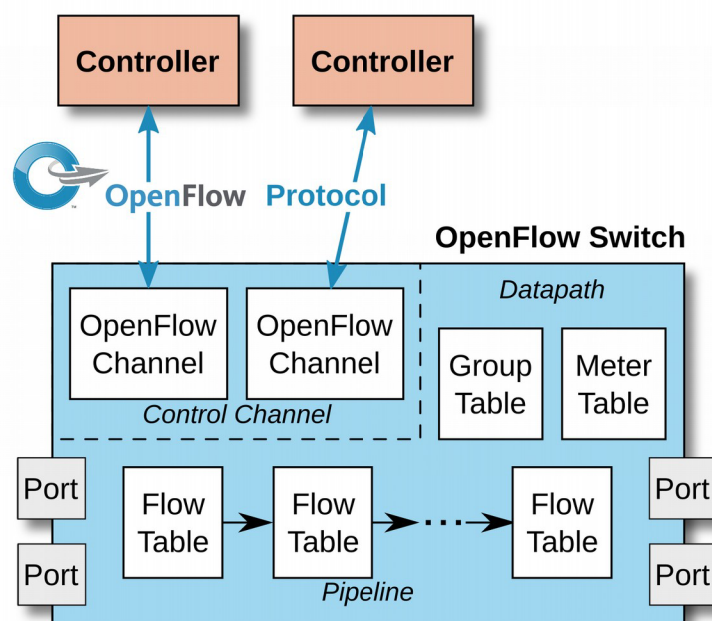 Controller
Controller
OpenFlow Protocol
™
OpenFlow Switch
OpenFlow
Channel
OpenFlow
Channel
Control Channel
Datapath
Group
Table
Meter
Table
Port
Port
Flow
Table
Flow
Table
...
Flow
Table
Pipeline
Port
Port